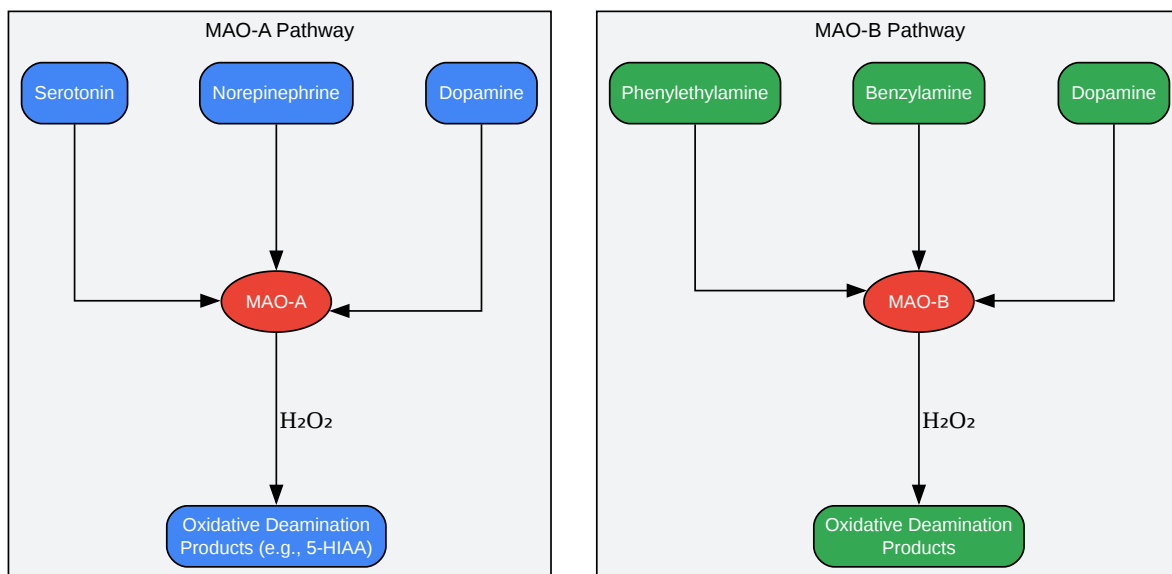 MAO-A Pathway
Serotonin
Norepinephrine
Dopamine
MAO-A
H₂O₂
Oxidative Deamination
Products (e.g., 5-HIAA)
MAO-B Pathway
Phenylethylamine
Benzylamine
Dopamine
MAO-B
H₂O₂
Oxidative Deamination
Products